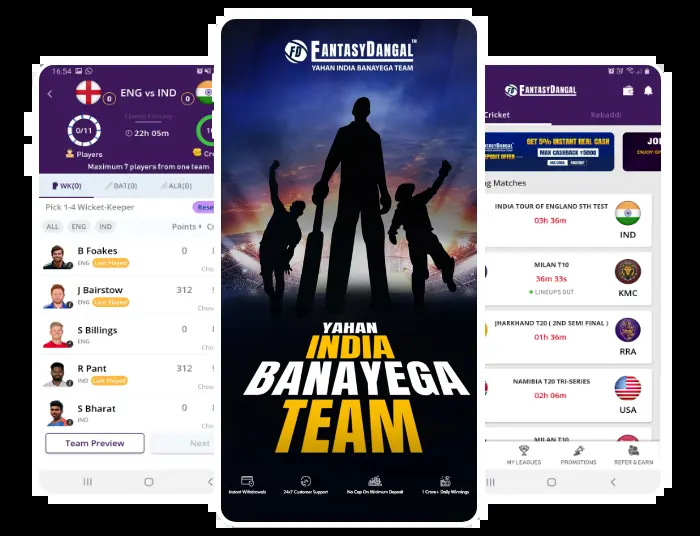 16:54
ENG vs IND
0
0
0/11
22h 05m
Players
Maximum 7 players from one team
WK(0)
BAT(0)
ALR(0)
Pick 1-4 Wicket-Keeper
ALL
ENG
IND
Points
B Foakes
ENG Last Played
0
J Bairstow
ENG Last Played
312
S Billings
ENG
0
R Pant
IND Last Played
312
S Bharat
IND
0
Team Preview
Next
FD FANTASYDANGAL™
YAHAN INDIA BANAYEGA TEAM
YAHAN
INDIA
BANAYEGA
TEAM
Instant Withdrawals
24x7 Customer Support
No Cap On Minimum Deposit
1 Crore+ Daily Winnings
FD FANTASYDANGAL
Cricket
Kabaddi
GET 5% INSTANT REAL CASH
MAX CASHBACK ₹5000
ng Matches
INDIA TOUR OF ENGLAND 5TH TEST
03h 36m
IND
MILAN T10
36m 33s
LINEUPS OUT
KMC
JHARKHAND T20 ( 2ND SEMI FINAL )
01h 36m
RRA
NAMIBIA T20 TRI-SERIES
02h 06m
USA
MILAN T10
MY LEAGUES
PROMOTIONS
REFER & EARN